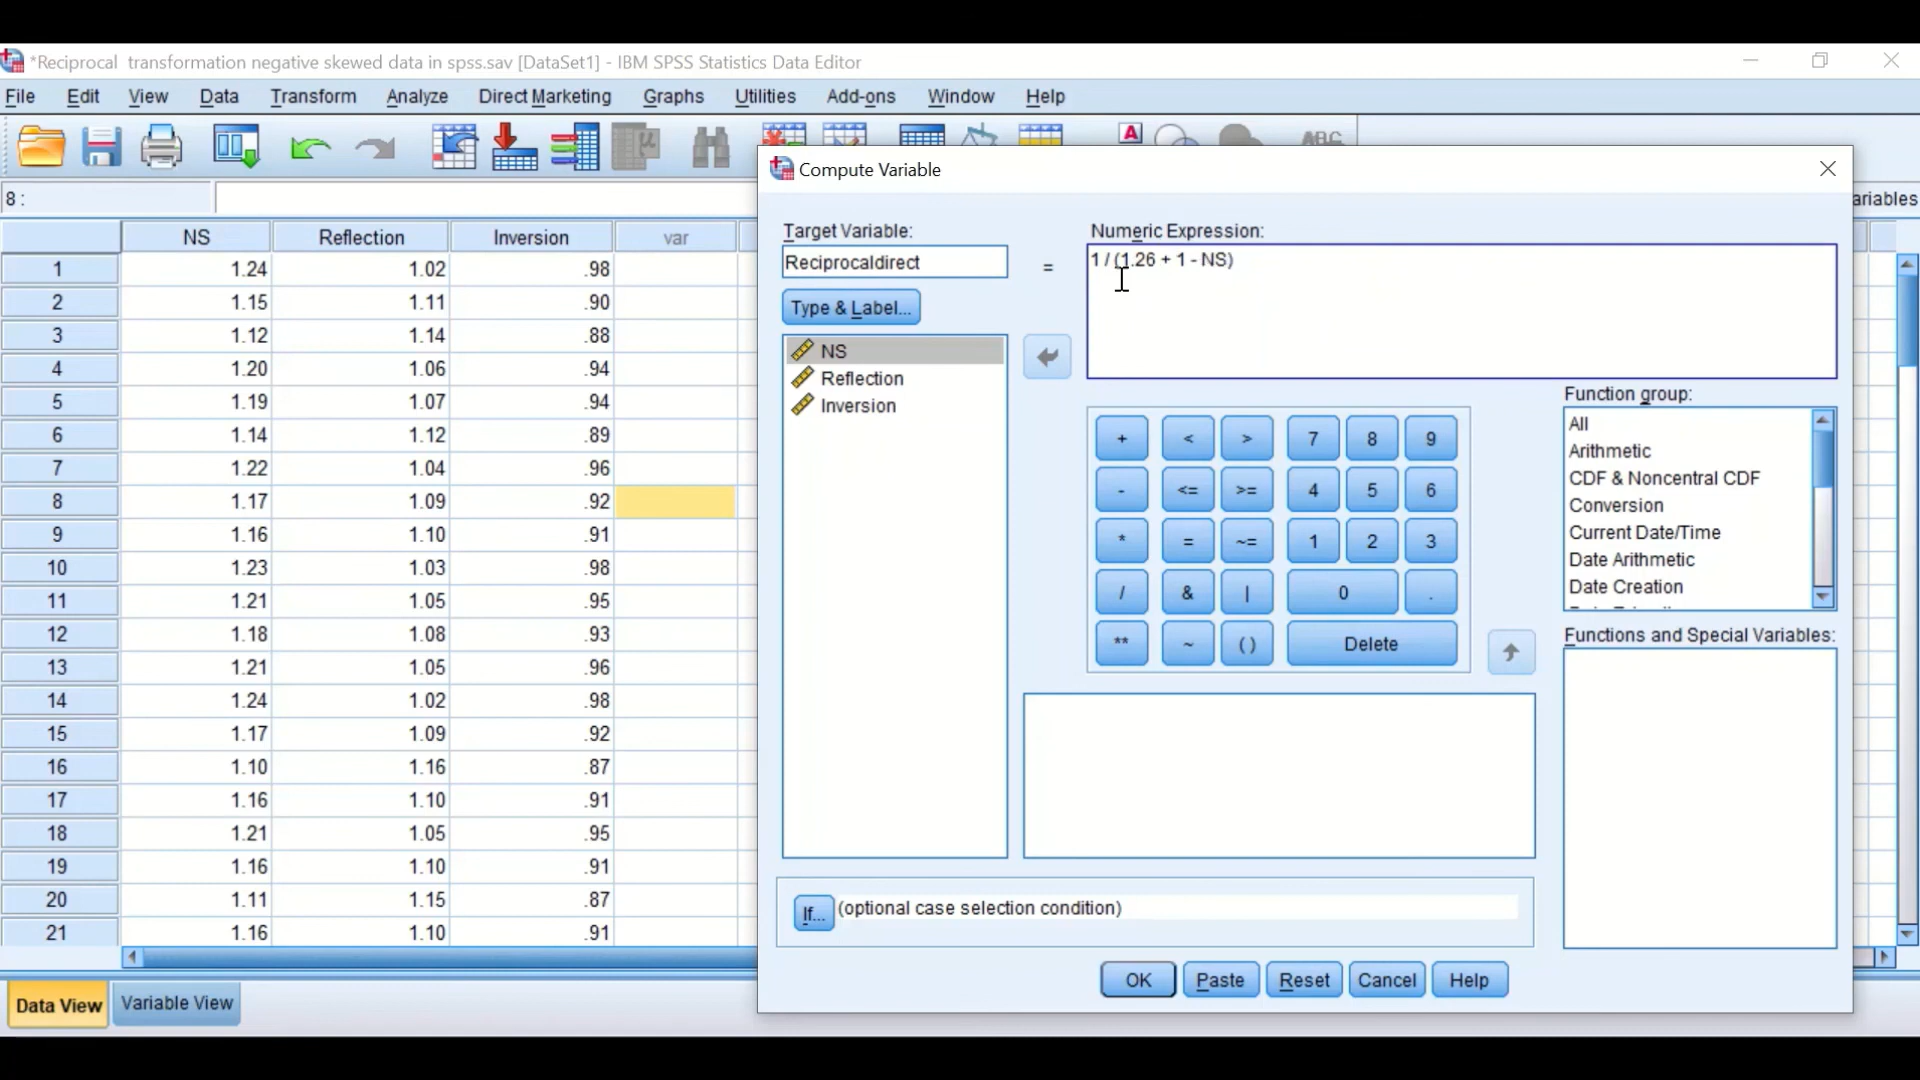 *Reciprocal transformation negative skewed data in spss.sav [DataSet1] - IBM SPSS Statistics Data Editor
File Edit View Data Transform Analyze Direct Marketing Graphs Utilities Add-ons Window Help
A
ABC
8 :
ariables
NS Reflection Inversion var
1 1.24 1.02 .98
2 1.15 1.11 .90
3 1.12 1.14 .88
4 1.20 1.06 .94
5 1.19 1.07 .94
6 1.14 1.12 .89
7 1.22 1.04 .96
8 1.17 1.09 .92
9 1.16 1.10 .91
10 1.23 1.03 .98
11 1.21 1.05 .95
12 1.18 1.08 .93
13 1.21 1.05 .96
14 1.24 1.02 .98
15 1.17 1.09 .92
16 1.10 1.16 .87
17 1.16 1.10 .91
18 1.21 1.05 .95
19 1.16 1.10 .91
20 1.11 1.15 .87
21 1.16 1.10 .91
Data View Variable View
Compute Variable
Target Variable:
Reciprocaldirect
=
Numeric Expression:
1 / (1.26 + 1 - NS)
Type & Label...
NS
Reflection
Inversion
+ < > 7 8 9
- <= >= 4 5 6
* = ~= 1 2 3
/ & | 0 .
** ~ ( ) Delete
Function group:
All
Arithmetic
CDF & Noncentral CDF
Conversion
Current Date/Time
Date Arithmetic
Date Creation
Functions and Special Variables:
If... (optional case selection condition)
OK Paste Reset Cancel Help